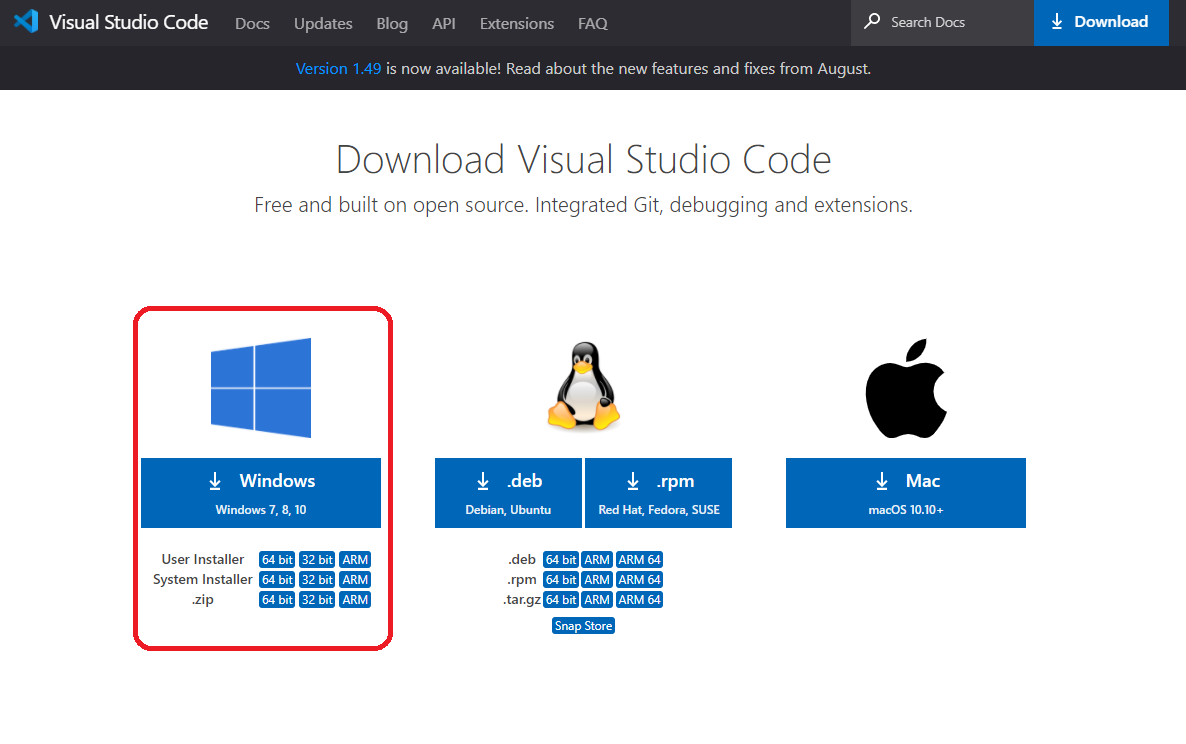 Visual Studio Code Docs Updates Blog API Extensions FAQ Search Docs Download
Version 1.49 is now available! Read about the new features and fixes from August.
Download Visual Studio Code
Free and built on open source. Integrated Git, debugging and extensions.
Windows
Windows 7, 8, 10
User Installer 64 bit 32 bit ARM
System Installer 64 bit 32 bit ARM
.zip 64 bit 32 bit ARM
.deb
Debian, Ubuntu
.rpm
Red Hat, Fedora, SUSE
.deb 64 bit ARM ARM 64
.rpm 64 bit ARM ARM 64
.tar.gz 64 bit ARM ARM 64
Snap Store
Mac
macOS 10.10+